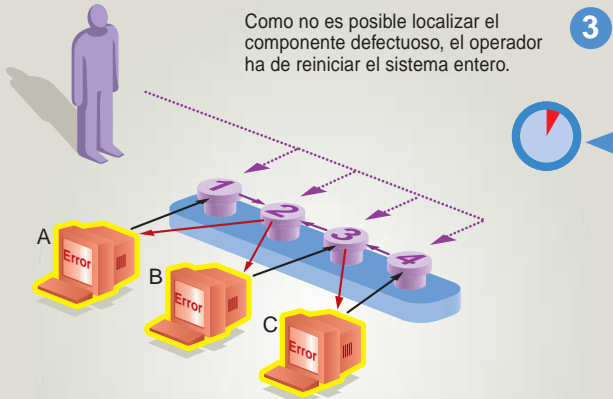 Como no es posible localizar el
componente defectuoso, el operador
ha de reiniciar el sistema entero.
3
1
2
3
4
A
Error
B
Error
C
Error